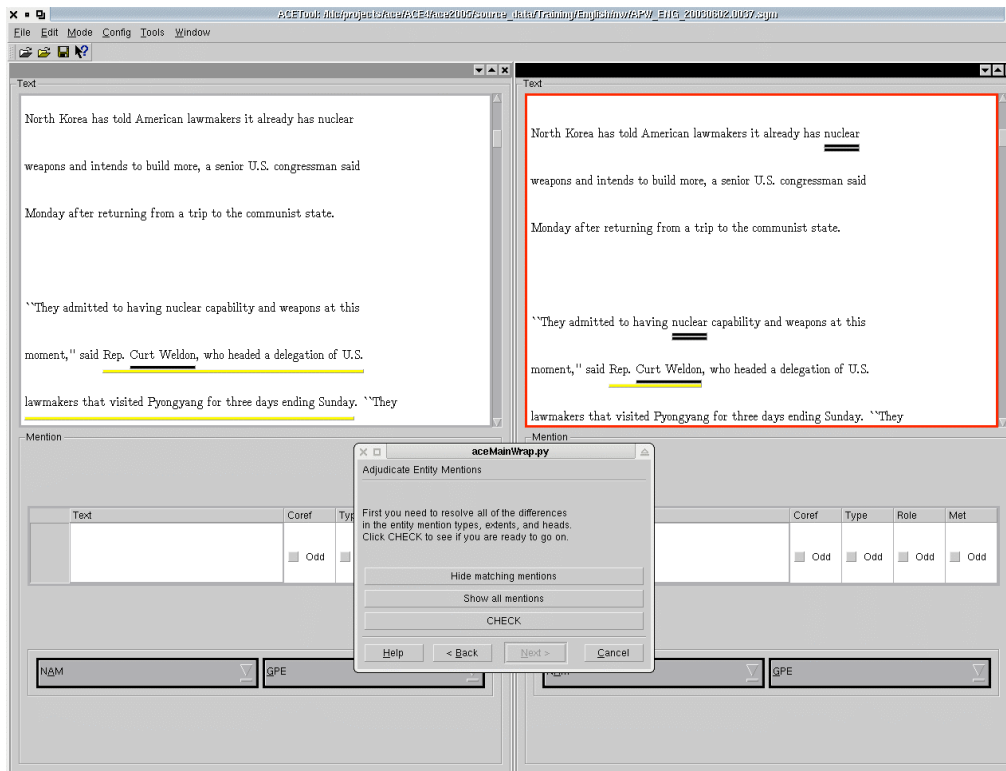 ACETool: /ldc/projects/ace/ACE4/ace2005/source_data/Training/English/nw/APW_ENG_20030602.0037.sgm
File Edit Mode Config Tools Window
Text
North Korea has told American lawmakers it already has nuclear
weapons and intends to build more, a senior U.S. congressman said
Monday after returning from a trip to the communist state.
``They admitted to having nuclear capability and weapons at this
moment,'' said Rep. Curt Weldon, who headed a delegation of U.S.
lawmakers that visited Pyongyang for three days ending Sunday. ``They
Mention
Text Coref Typ
Odd
NAM GPE
Text
North Korea has told American lawmakers it already has nuclear
weapons and intends to build more, a senior U.S. congressman said
Monday after returning from a trip to the communist state.
``They admitted to having nuclear capability and weapons at this
moment,'' said Rep. Curt Weldon, who headed a delegation of U.S.
lawmakers that visited Pyongyang for three days ending Sunday. ``They
Mention
Coref Type Role Met
Odd Odd Odd Odd
NAM GPE
aceMainWrap.py
Adjudicate Entity Mentions
First you need to resolve all of the differences
in the entity mention types, extents, and heads.
Click CHECK to see if you are ready to go on.
Hide matching mentions
Show all mentions
CHECK
Help < Back Next > Cancel